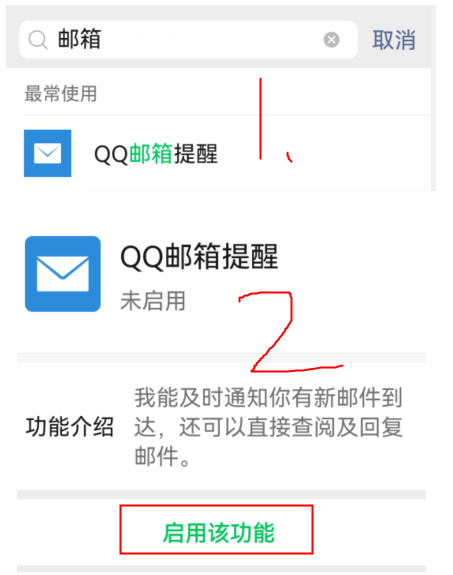 邮箱 取消
最常使用
QQ邮箱提醒
1、
QQ邮箱提醒
未启用
2
功能介绍
我能及时通知你有新邮件到
达，还可以直接查阅及回复
邮件。
启用该功能